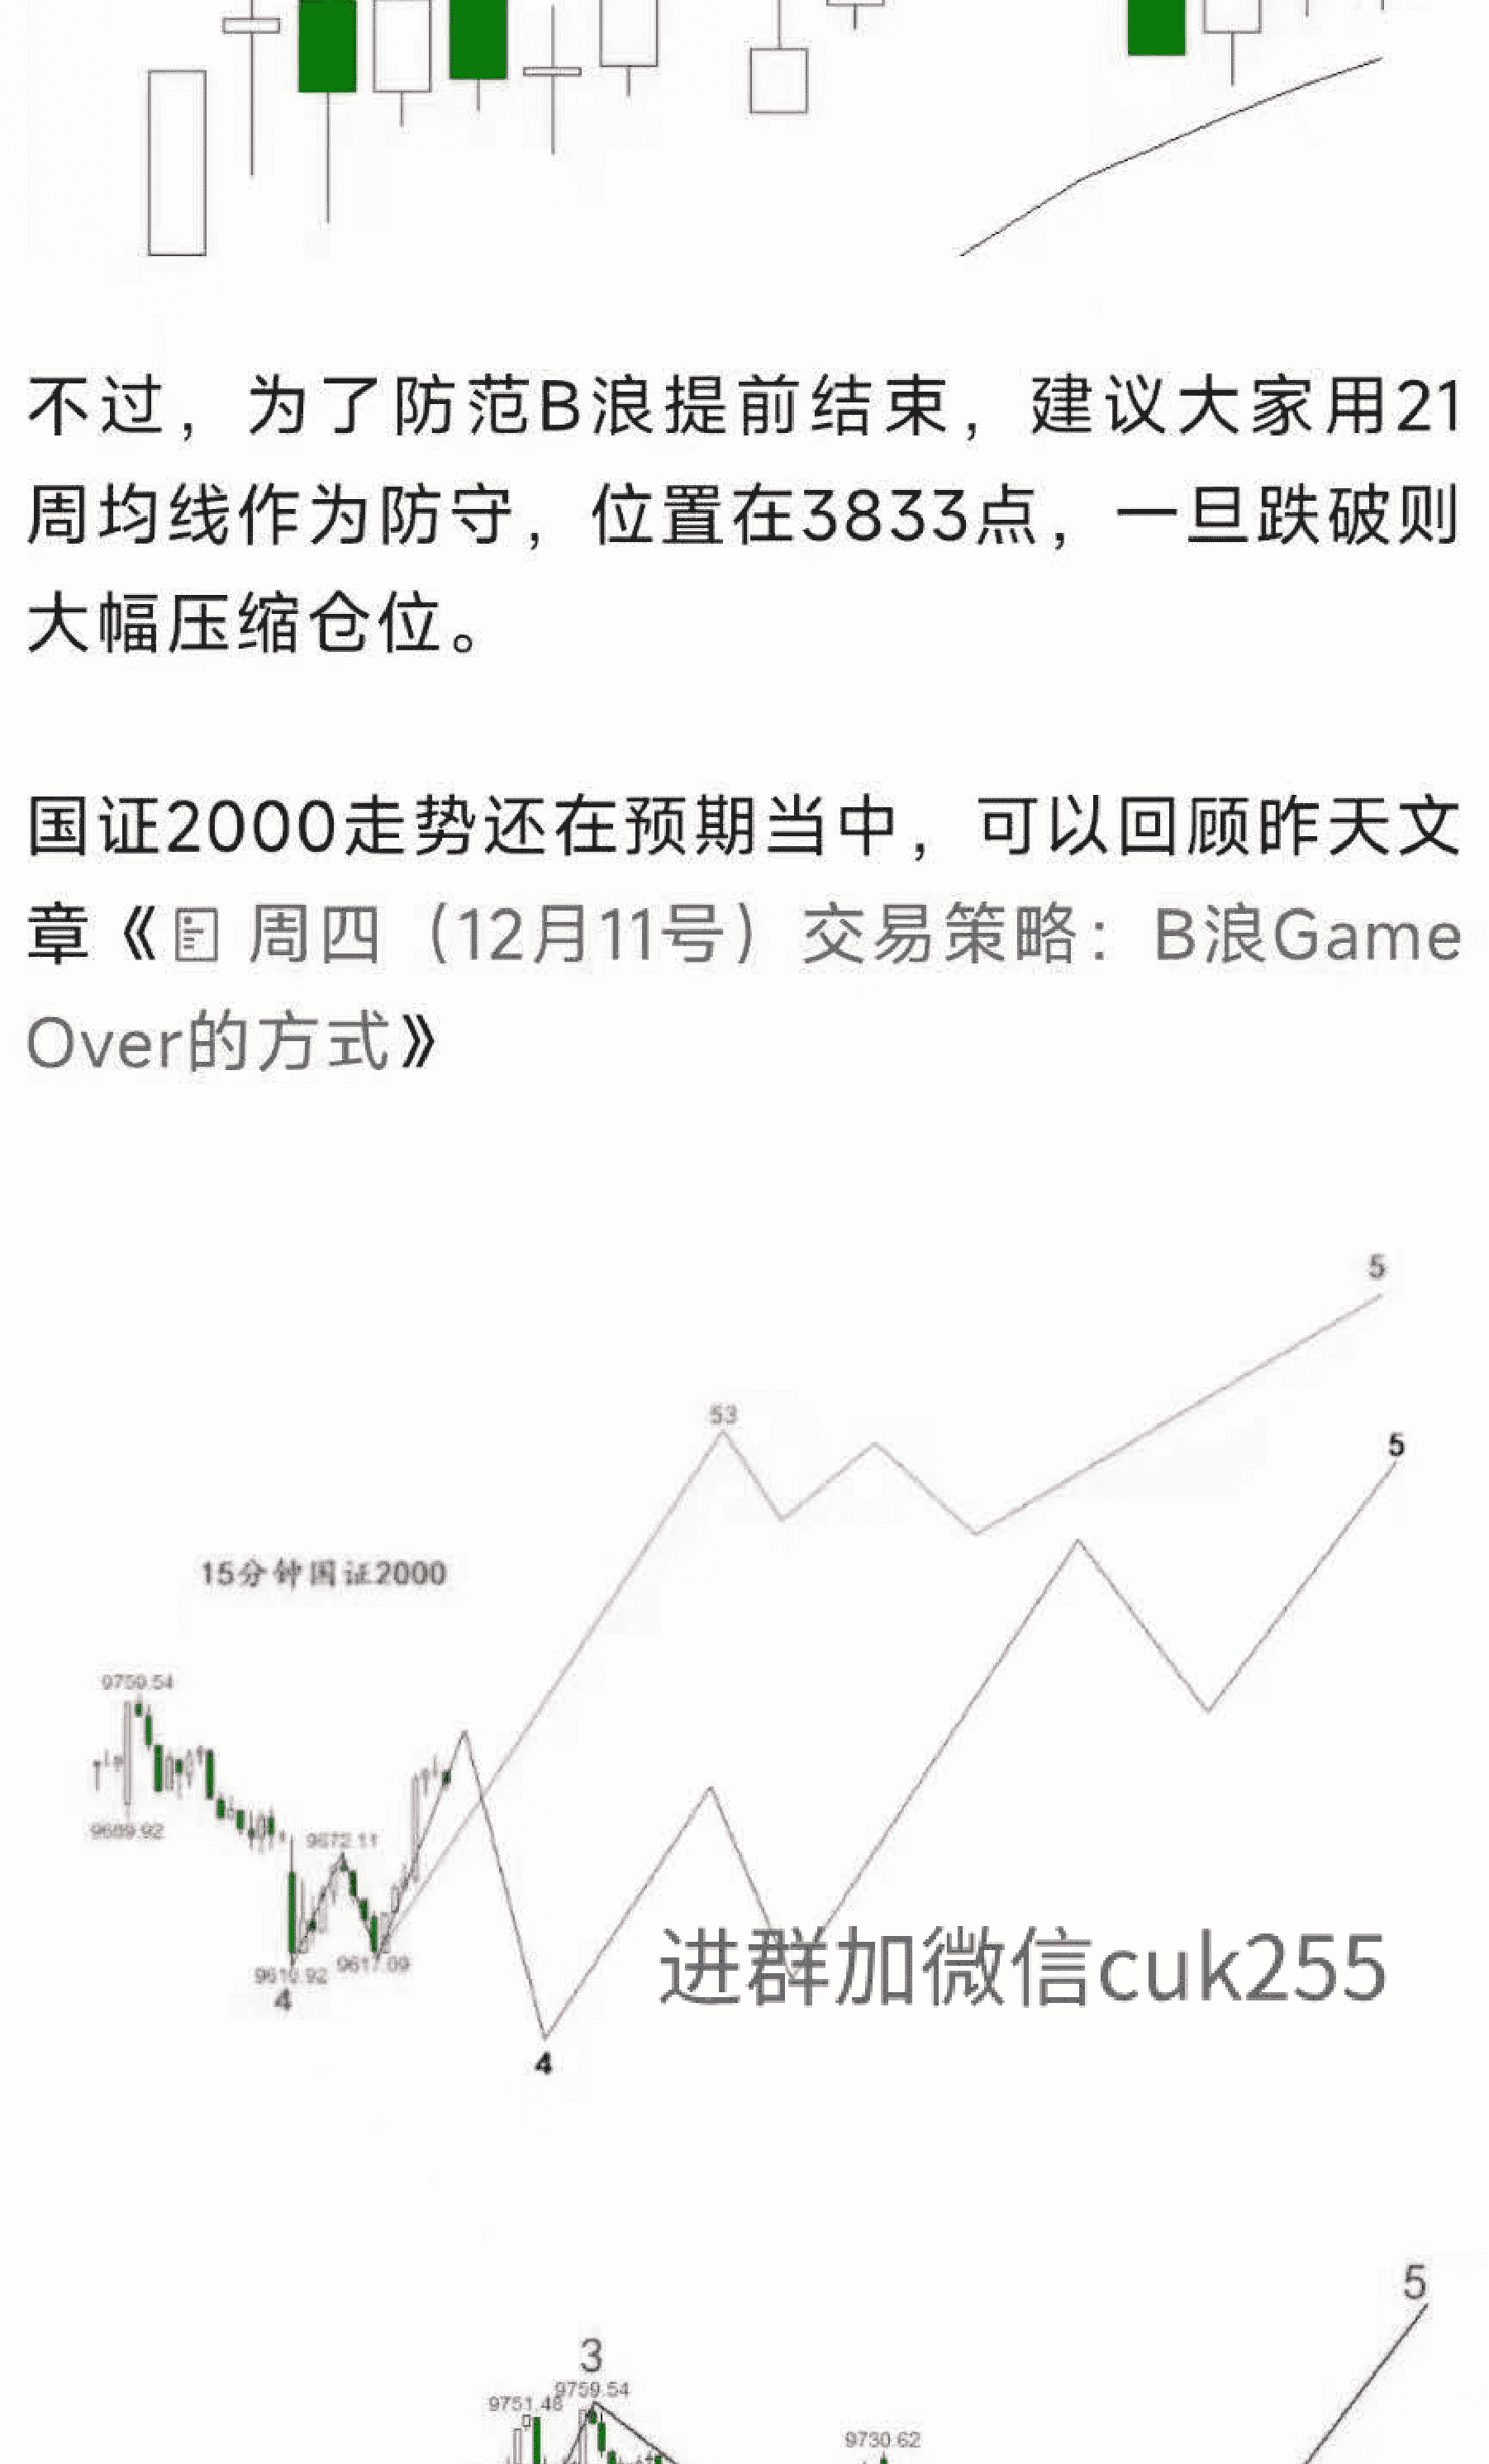 不过，为了防范B浪提前结束，建议大家用21
周均线作为防守，位置在3833点，一旦跌破则
大幅压缩仓位。
国证2000走势还在预期当中，可以回顾昨天文
章《周四（12月11号）交易策略：B浪Game
Over的方式》
5
53
5
15分钟国证2000
9759.54
9672.11
9617.09
4
进群加微信cuk255
4
5
3
9759.54
9751.48
9730.62